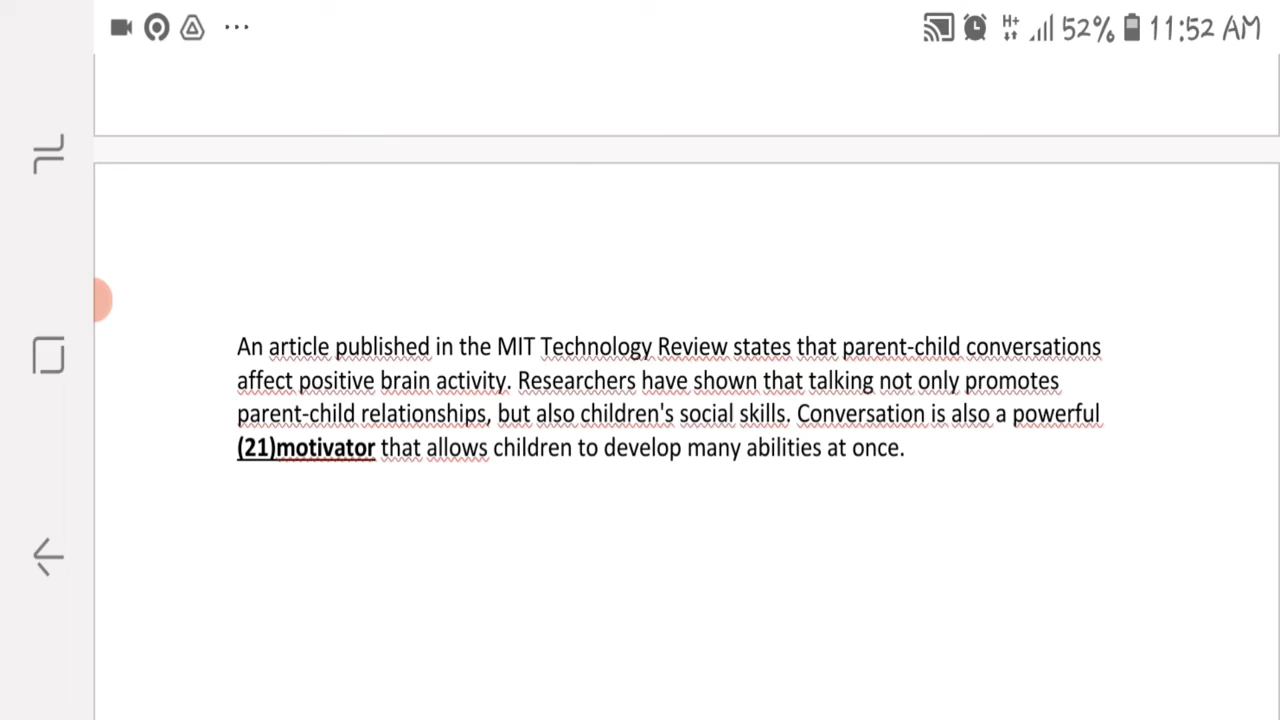 H+ 52% 11:52 AM
An article published in the MIT Technology Review states that parent-child conversations
affect positive brain activity. Researchers have shown that talking not only promotes
parent-child relationships, but also children's social skills. Conversation is also a powerful
(21)motivator that allows children to develop many abilities at once.